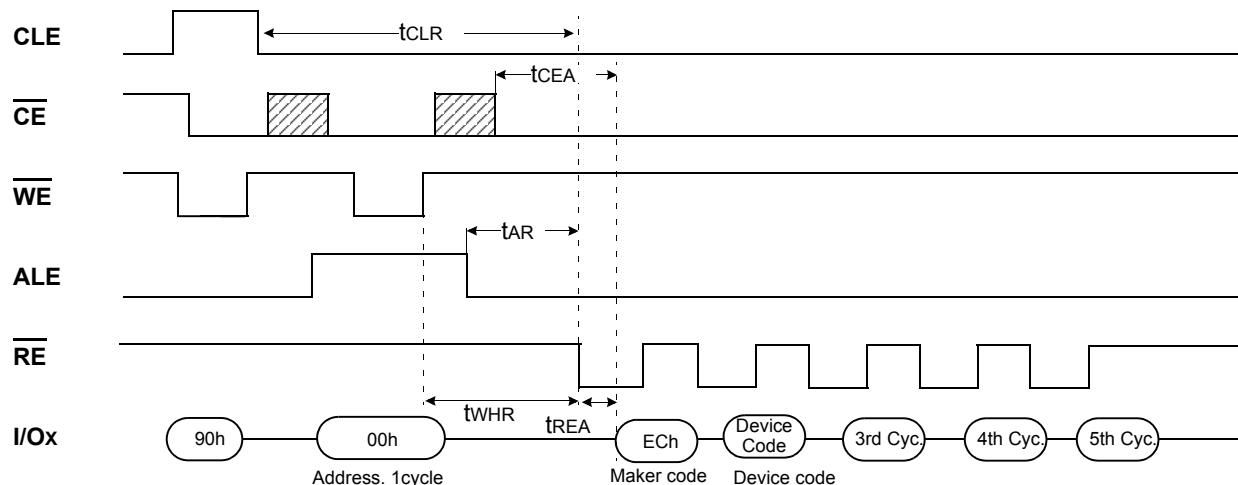 CLE
tCLR
tCEA
CE
WE
tAR
ALE
RE
tWHR
tREA
I/Ox
90h
00h
ECh
Device
Code
3rd Cyc.
4th Cyc.
5th Cyc.
Address. 1cycle
Maker code
Device code